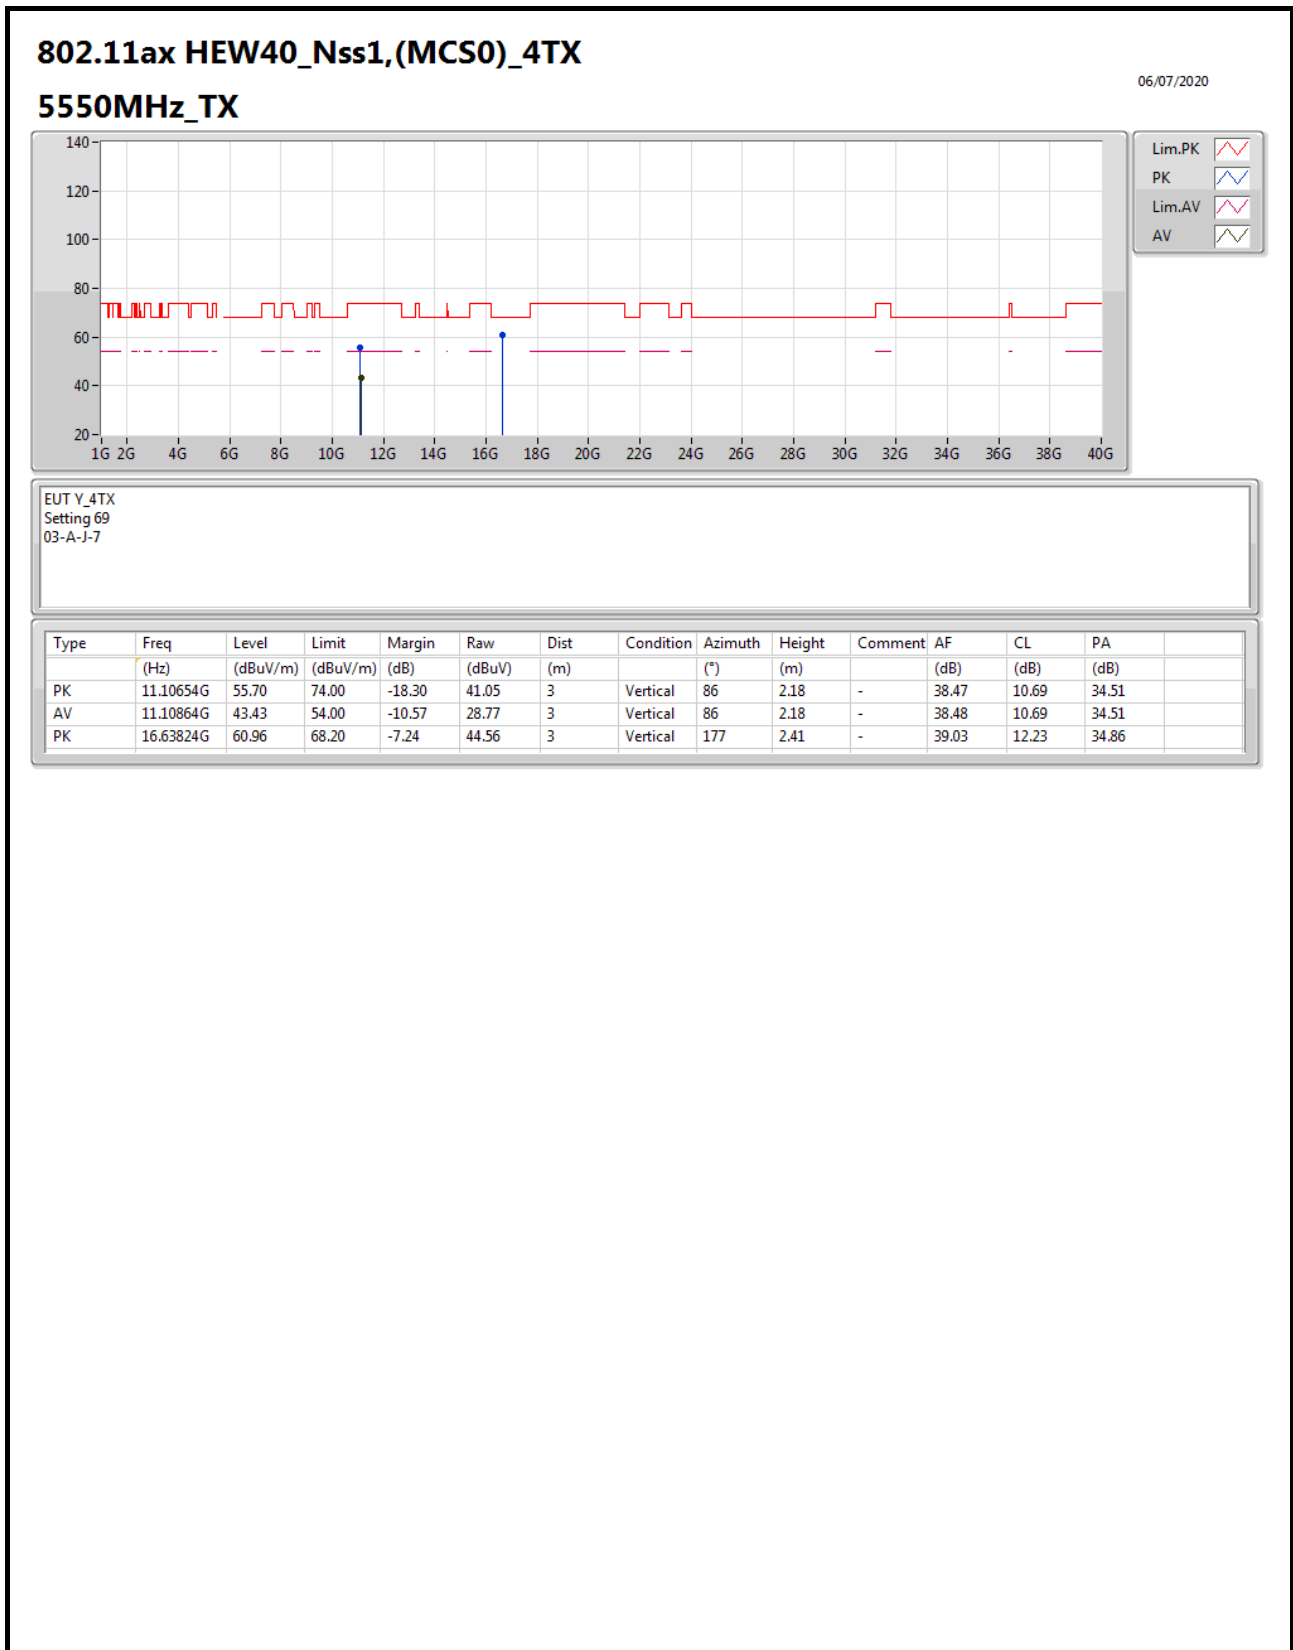 802.11ax HEW40_Nss1,(MCS0)_4TX
06/07/2020
5550MHz_TX
140
120
100
80
60
40
20
1G 2G 4G 6G 8G 10G 12G 14G 16G 18G 20G 22G 24G 26G 28G 30G 32G 34G 36G 38G 40G
Lim.PK
PK
Lim.AV
AV
EUT Y_4TX
Setting 69
03-A-J-7
Type Freq Level Limit Margin Raw Dist Condition Azimuth Height Comment AF CL PA
(Hz) (dBuV/m) (dBuV/m) (dB) (dBuV) (m) (°) (m) (dB) (dB) (dB)
PK 11.10654G 55.70 74.00 -18.30 41.05 3 Vertical 86 2.18 - 38.47 10.69 34.51
AV 11.10864G 43.43 54.00 -10.57 28.77 3 Vertical 86 2.18 - 38.48 10.69 34.51
PK 16.63824G 60.96 68.20 -7.24 44.56 3 Vertical 177 2.41 - 39.03 12.23 34.86